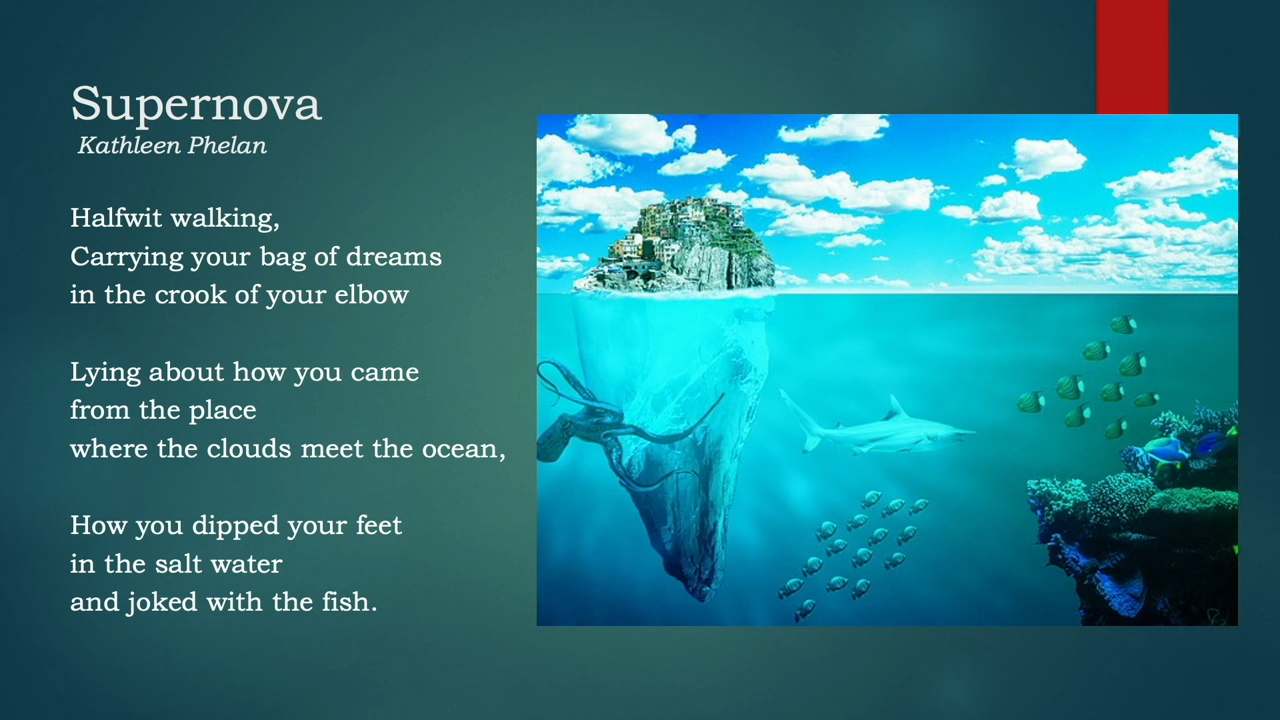 Supernova
Kathleen Phelan
Halfwit walking,
Carrying your bag of dreams
in the crook of your elbow
Lying about how you came
from the place
where the clouds meet the ocean,
How you dipped your feet
in the salt water
and joked with the fish.